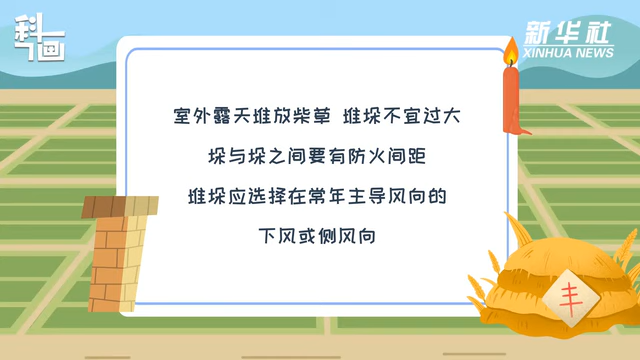 科画
新华社
XINHUA NEWS
室外露天堆放柴草 堆垛不宜过大
垛与垛之间要有防火间距
堆垛应选择在常年主导风向的
下风或侧风向
丰